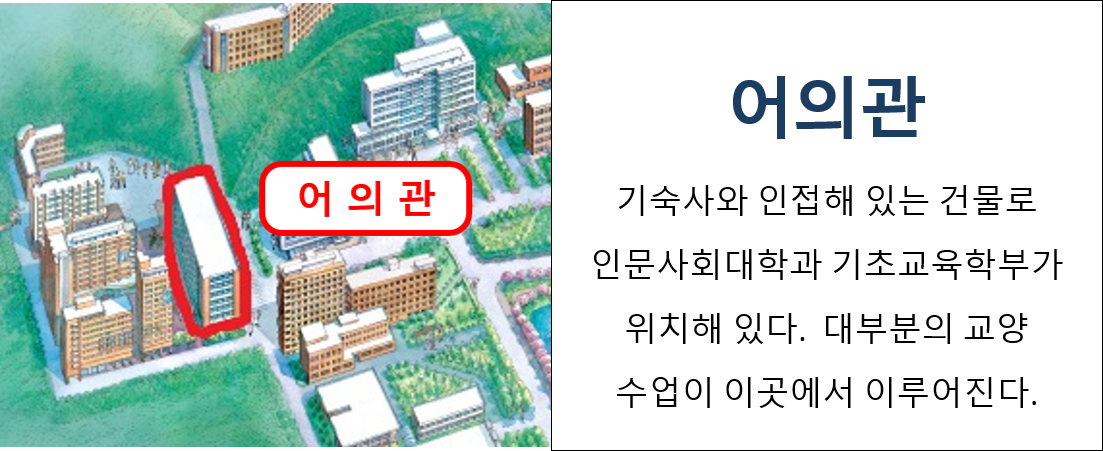 어 의 관
어의관
기숙사와 인접해 있는 건물로
인문사회대학과 기초교육학부가
위치해 있다. 대부분의 교양
수업이 이곳에서 이루어진다.